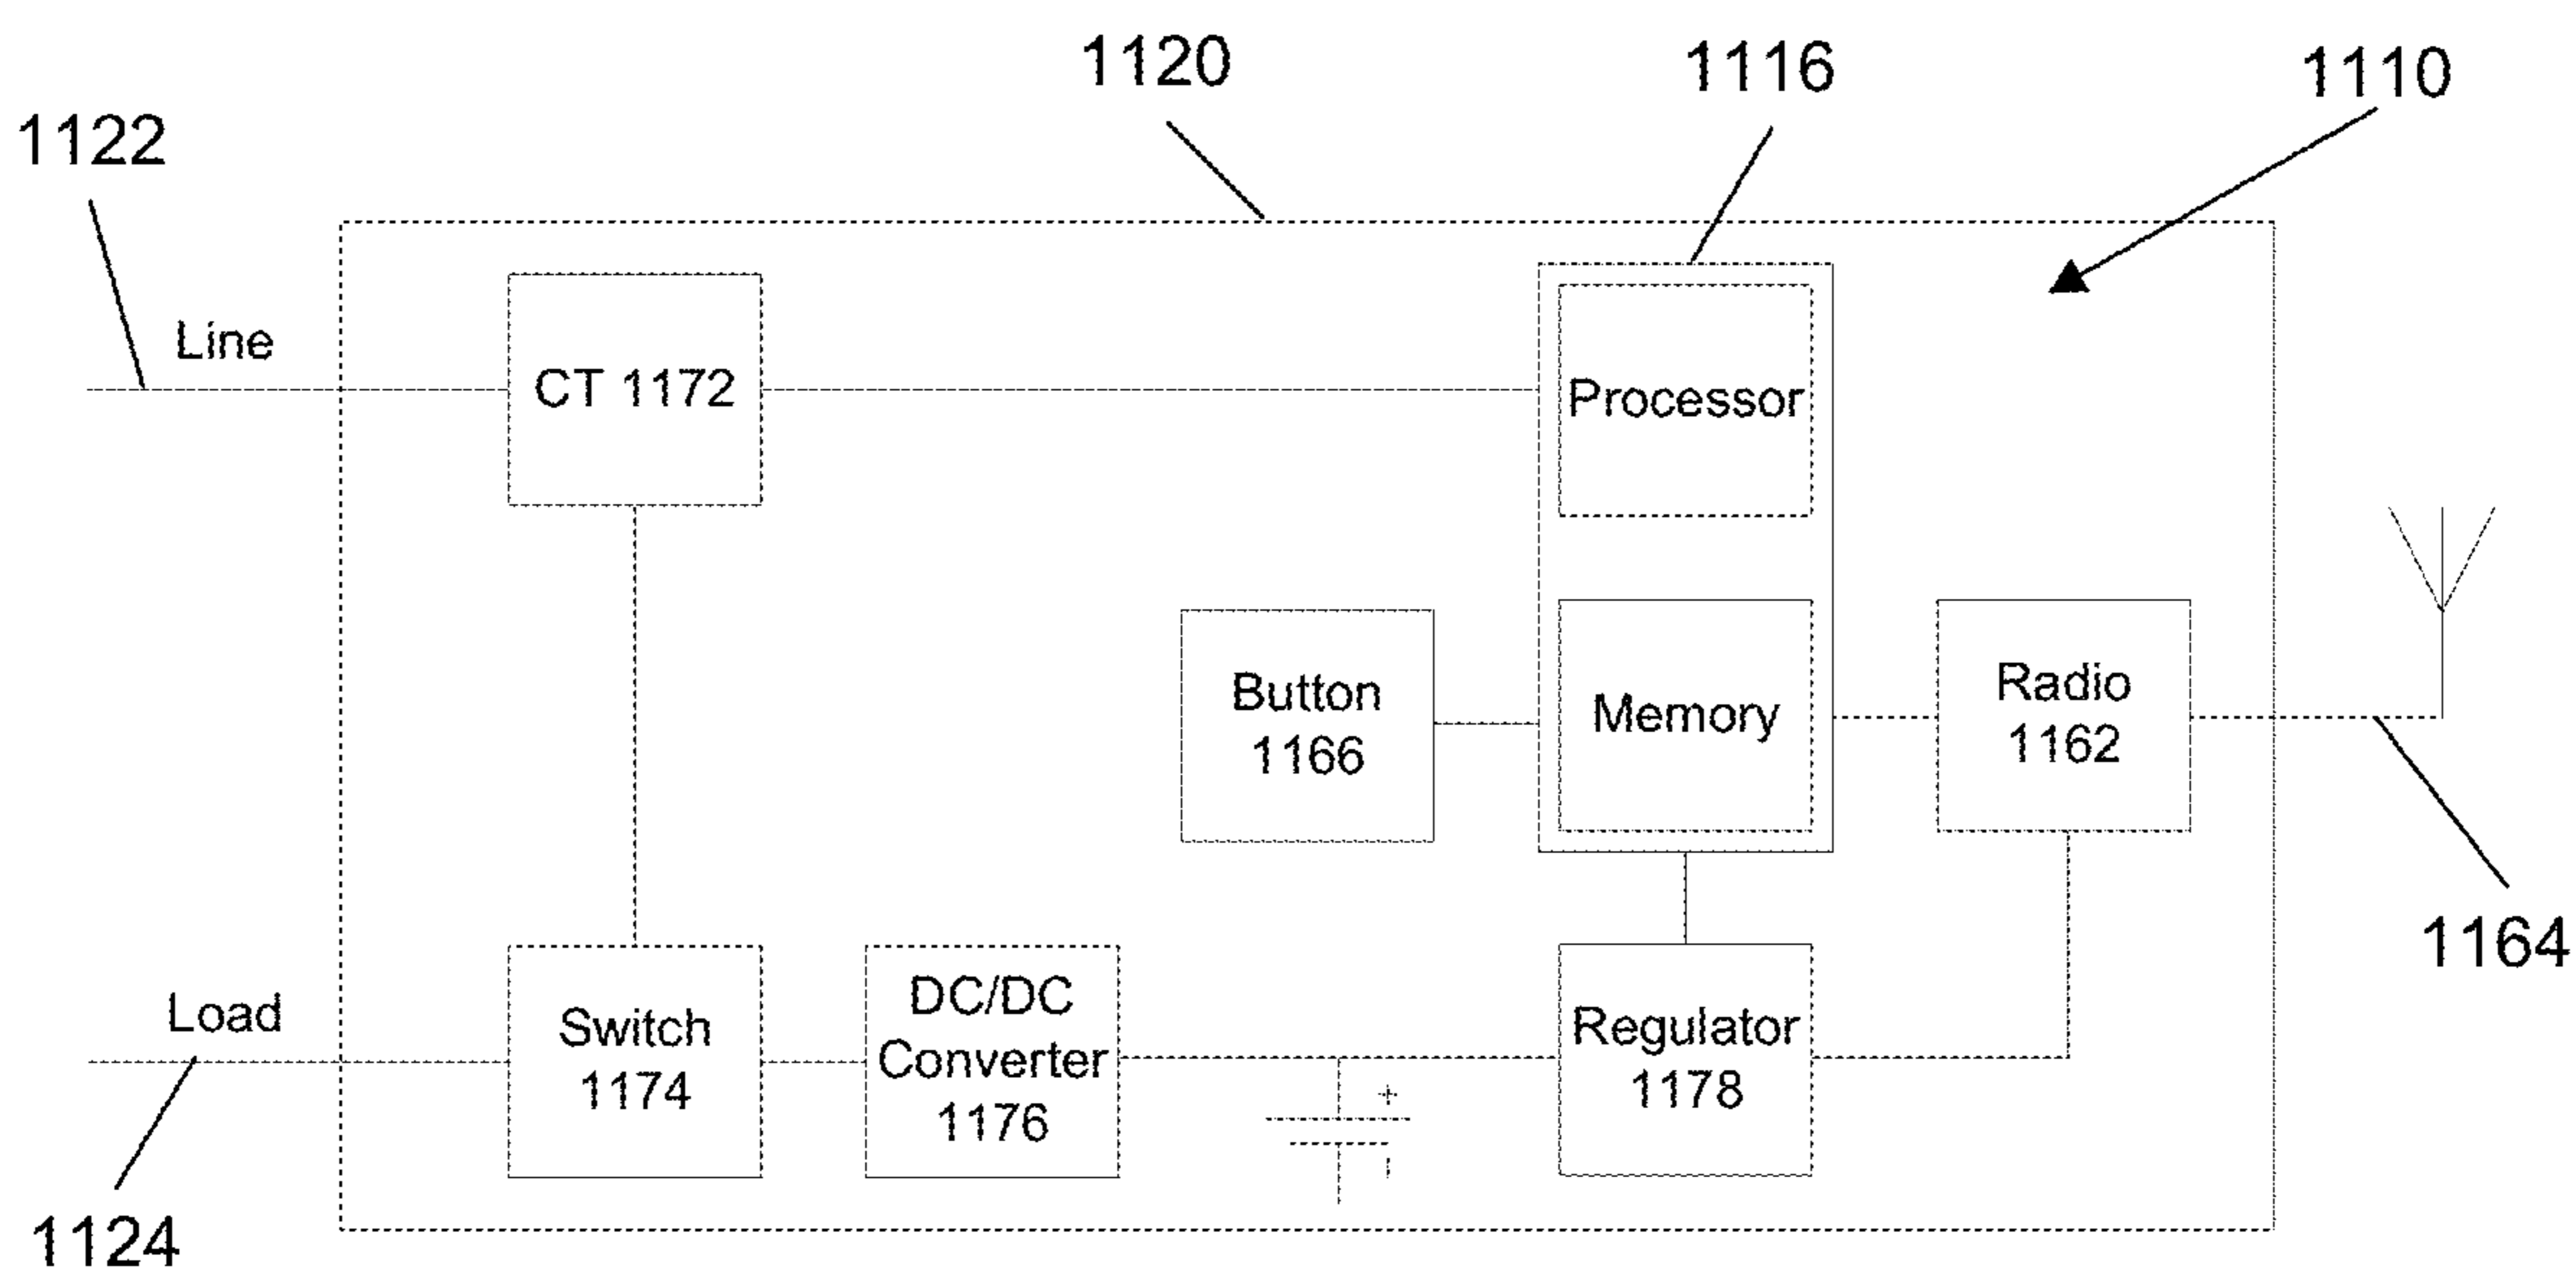 1120
1116
1110
1122
Line
CT 1172
Processor
Button
1166
Memory
Radio
1162
1164
Load
Switch
1174
DC/DC
Converter
1176
+
-
Regulator
1178
1124